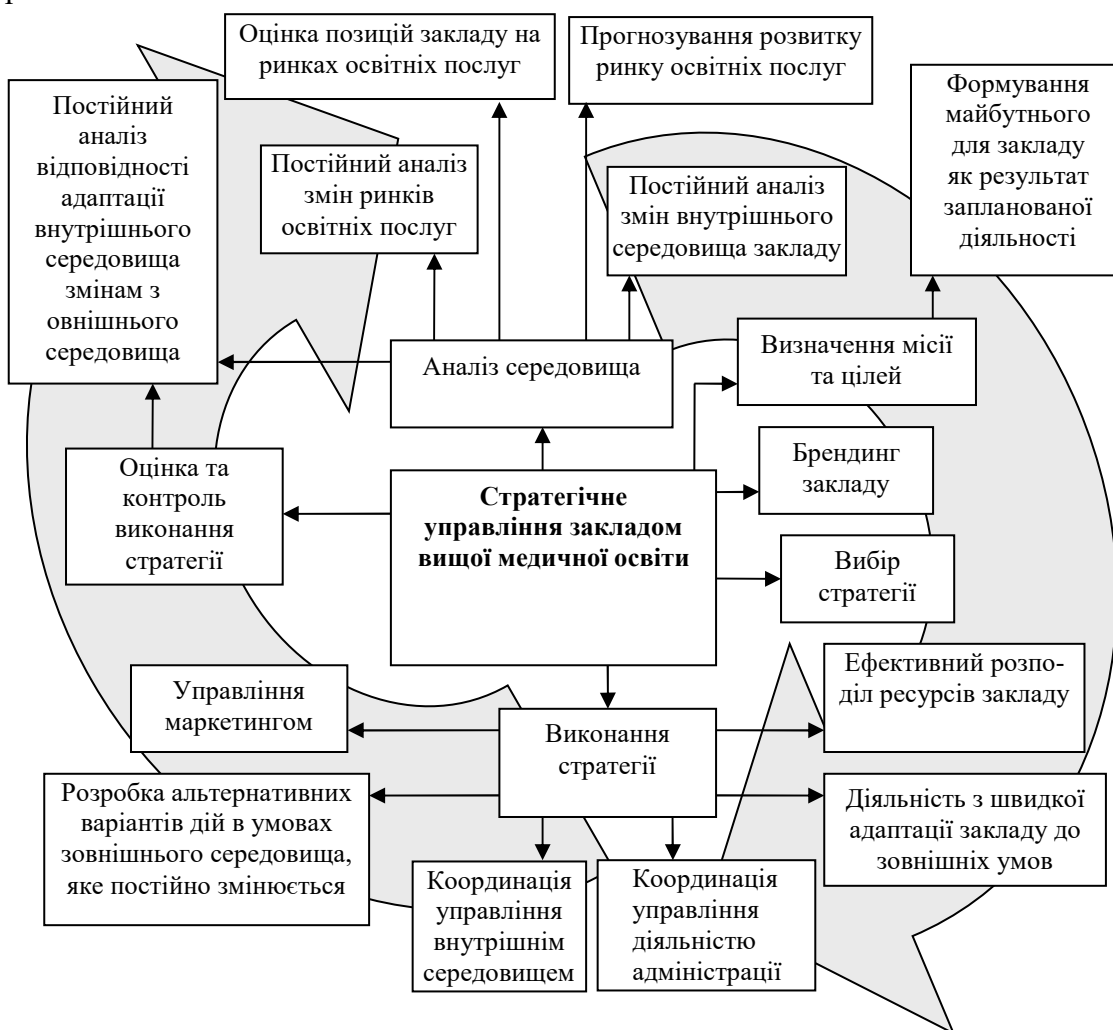 Оцінка позицій закладу на
ринках освітніх послуг
Прогнозування розвитку
ринку освітніх послуг
Формування
майбутнього
для закладу
як результат
запланованої
діяльності
Постійний
аналіз
відповідності
адаптації
внутрішнього
середовища
змінам з
овнішнього
середовища
Постійний аналіз
змін ринків
освітніх послуг
Постійний аналіз
змін внутрішнього
середовища закладу
Аналіз середовища
Визначення місії
та цілей
Оцінка та
контроль
виконання
стратегії
Стратегічне
управління закладом
вищої медичної освіти
Брендинг
закладу
Вибір
стратегії
Управління
маркетингом
Виконання
стратегії
Ефективний розпо-
діл ресурсів закладу
Розробка альтернативних
варіантів дій в умовах
зовнішнього середовища,
яке постійно змінюється
Діяльність з швидкої
адаптації закладу до
зовнішніх умов
Координація
управління
внутрішнім
середовищем
Координація
управління
діяльністю
адміністрації